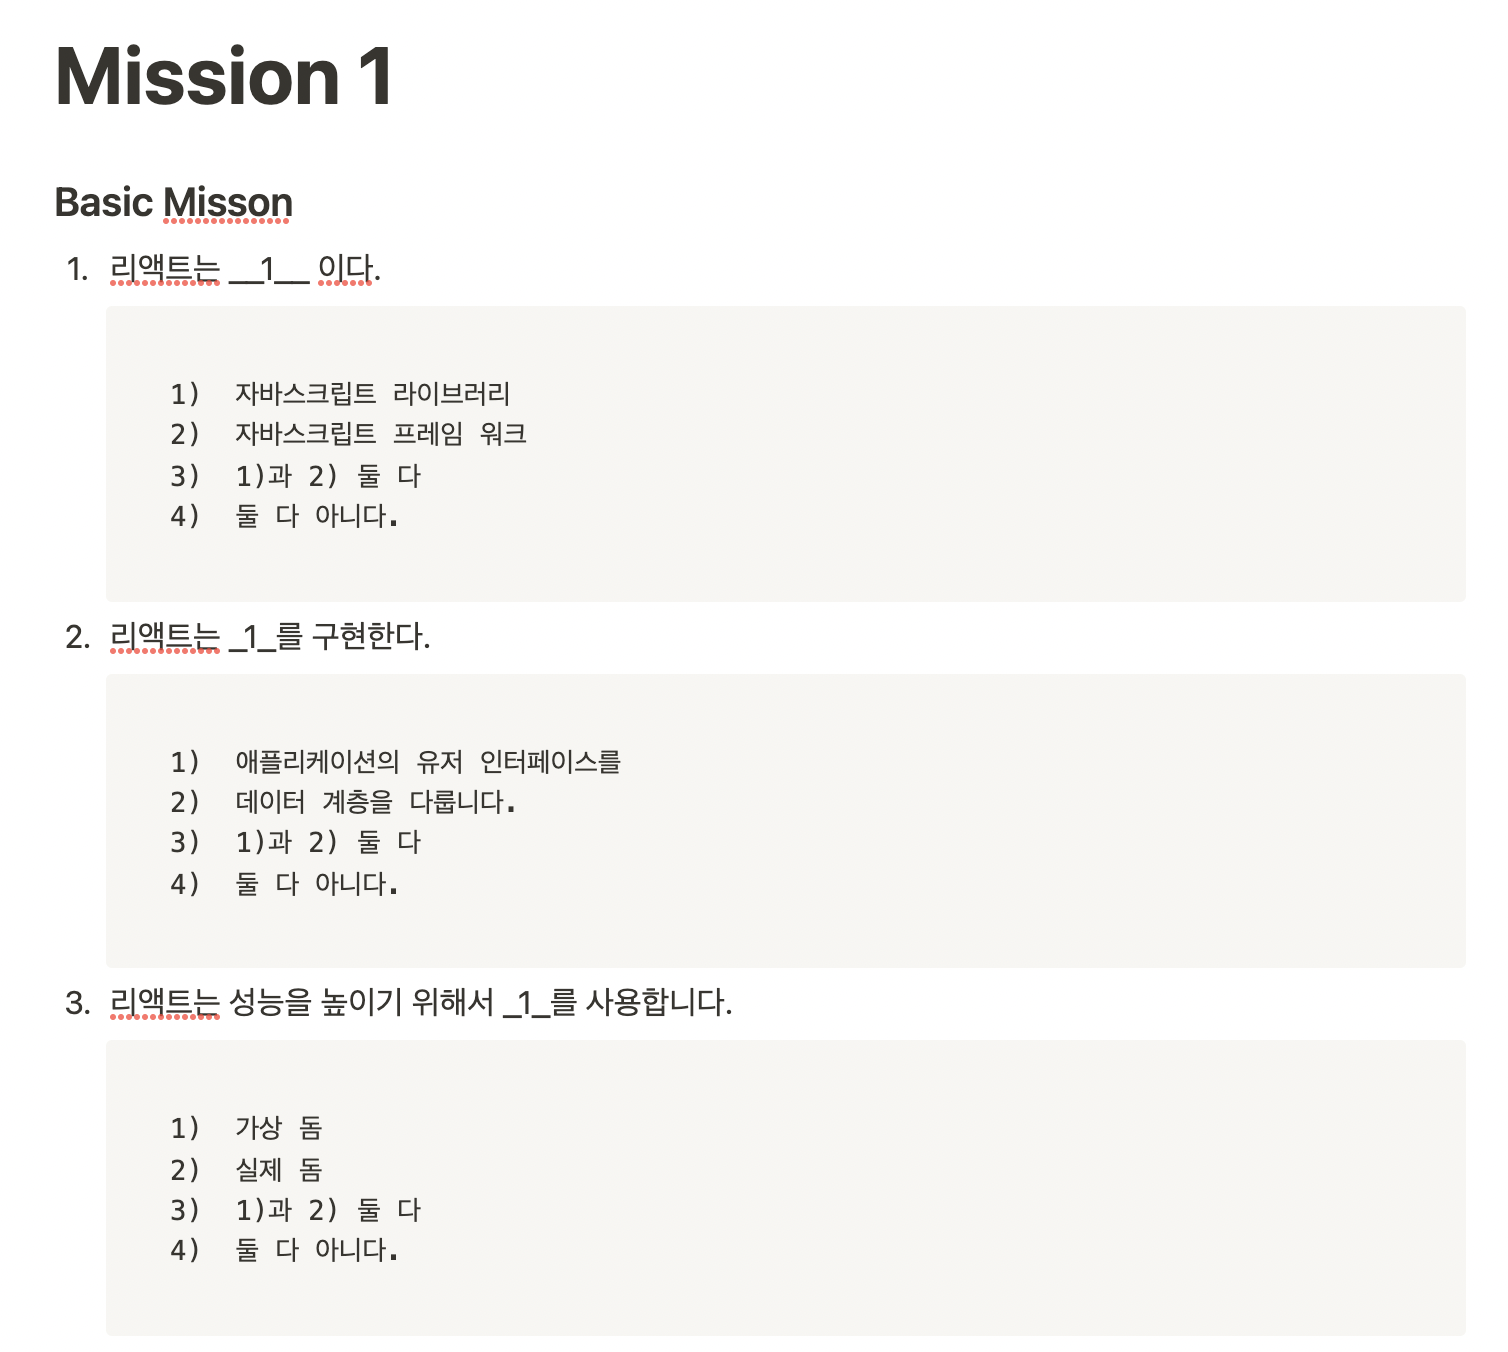 Mission 1
Basic Misson
1. 리액트는 __1__ 이다.
1) 자바스크립트 라이브러리
2) 자바스크립트 프레임 워크
3) 1)과 2) 둘 다
4) 둘 다 아니다.
2. 리액트는 _1_를 구현한다.
1) 애플리케이션의 유저 인터페이스를
2) 데이터 계층을 다룹니다.
3) 1)과 2) 둘 다
4) 둘 다 아니다.
3. 리액트는 성능을 높이기 위해서 _1_를 사용합니다.
1) 가상 돔
2) 실제 돔
3) 1)과 2) 둘 다
4) 둘 다 아니다.